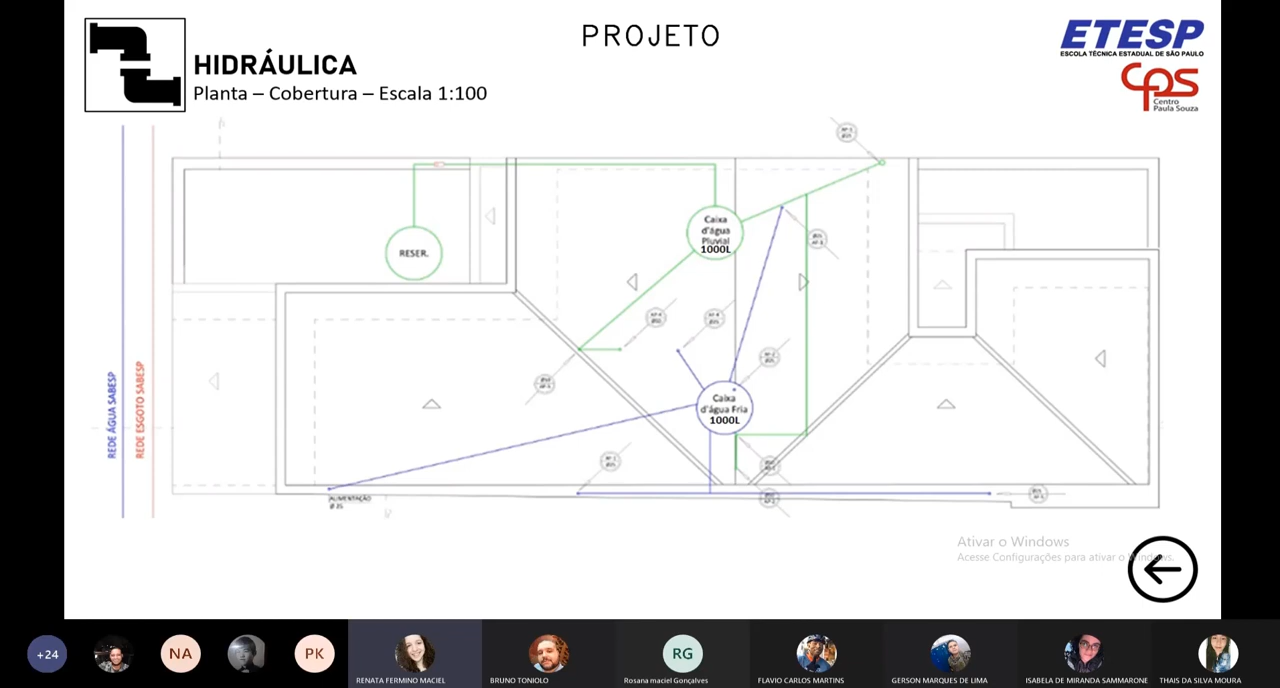 PROJETO
HIDRÁULICA
Planta – Cobertura – Escala 1:100
ETESP
ESCOLA TÉCNICA ESTADUAL DE SÃO PAULO
CPS
Centro
Paula Souza
Caixa
d'água
Pluvial
1000L
RESER.
Caixa
d'água Fria
1000L
REDE ÁGUA SABESP
REDE ESGOTO SABESP
ALIMENTAÇÃO
Ø 25
Ativar o Windows
Acesse Configurações para ativar o Windows.
+24
NA
PK
RENATA FERMINO MACIEL
BRUNO TONIOLO
RG
Rosana maciel Gonçalves
FLAVIO CARLOS MARTINS
GERSON MARQUES DE LIMA
ISABELA DE MIRANDA SAMMARONE
THAIS DA SILVA MOURA